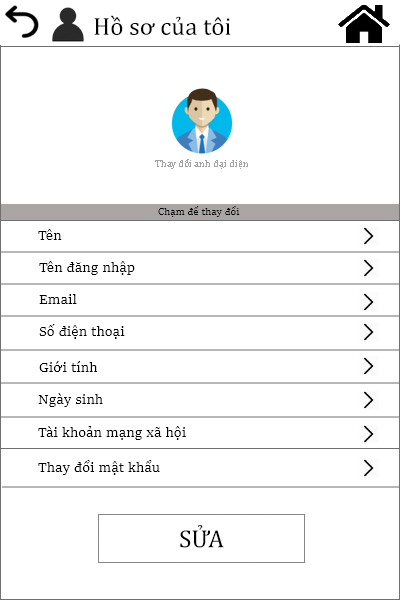 Hồ sơ của tôi
Thay đổi anh đại diện
Chạm để thay đổi
Tên
Tên đăng nhập
Email
Số điện thoại
Giới tính
Ngày sinh
Tài khoản mạng xã hội
Thay đổi mật khẩu
SỬA